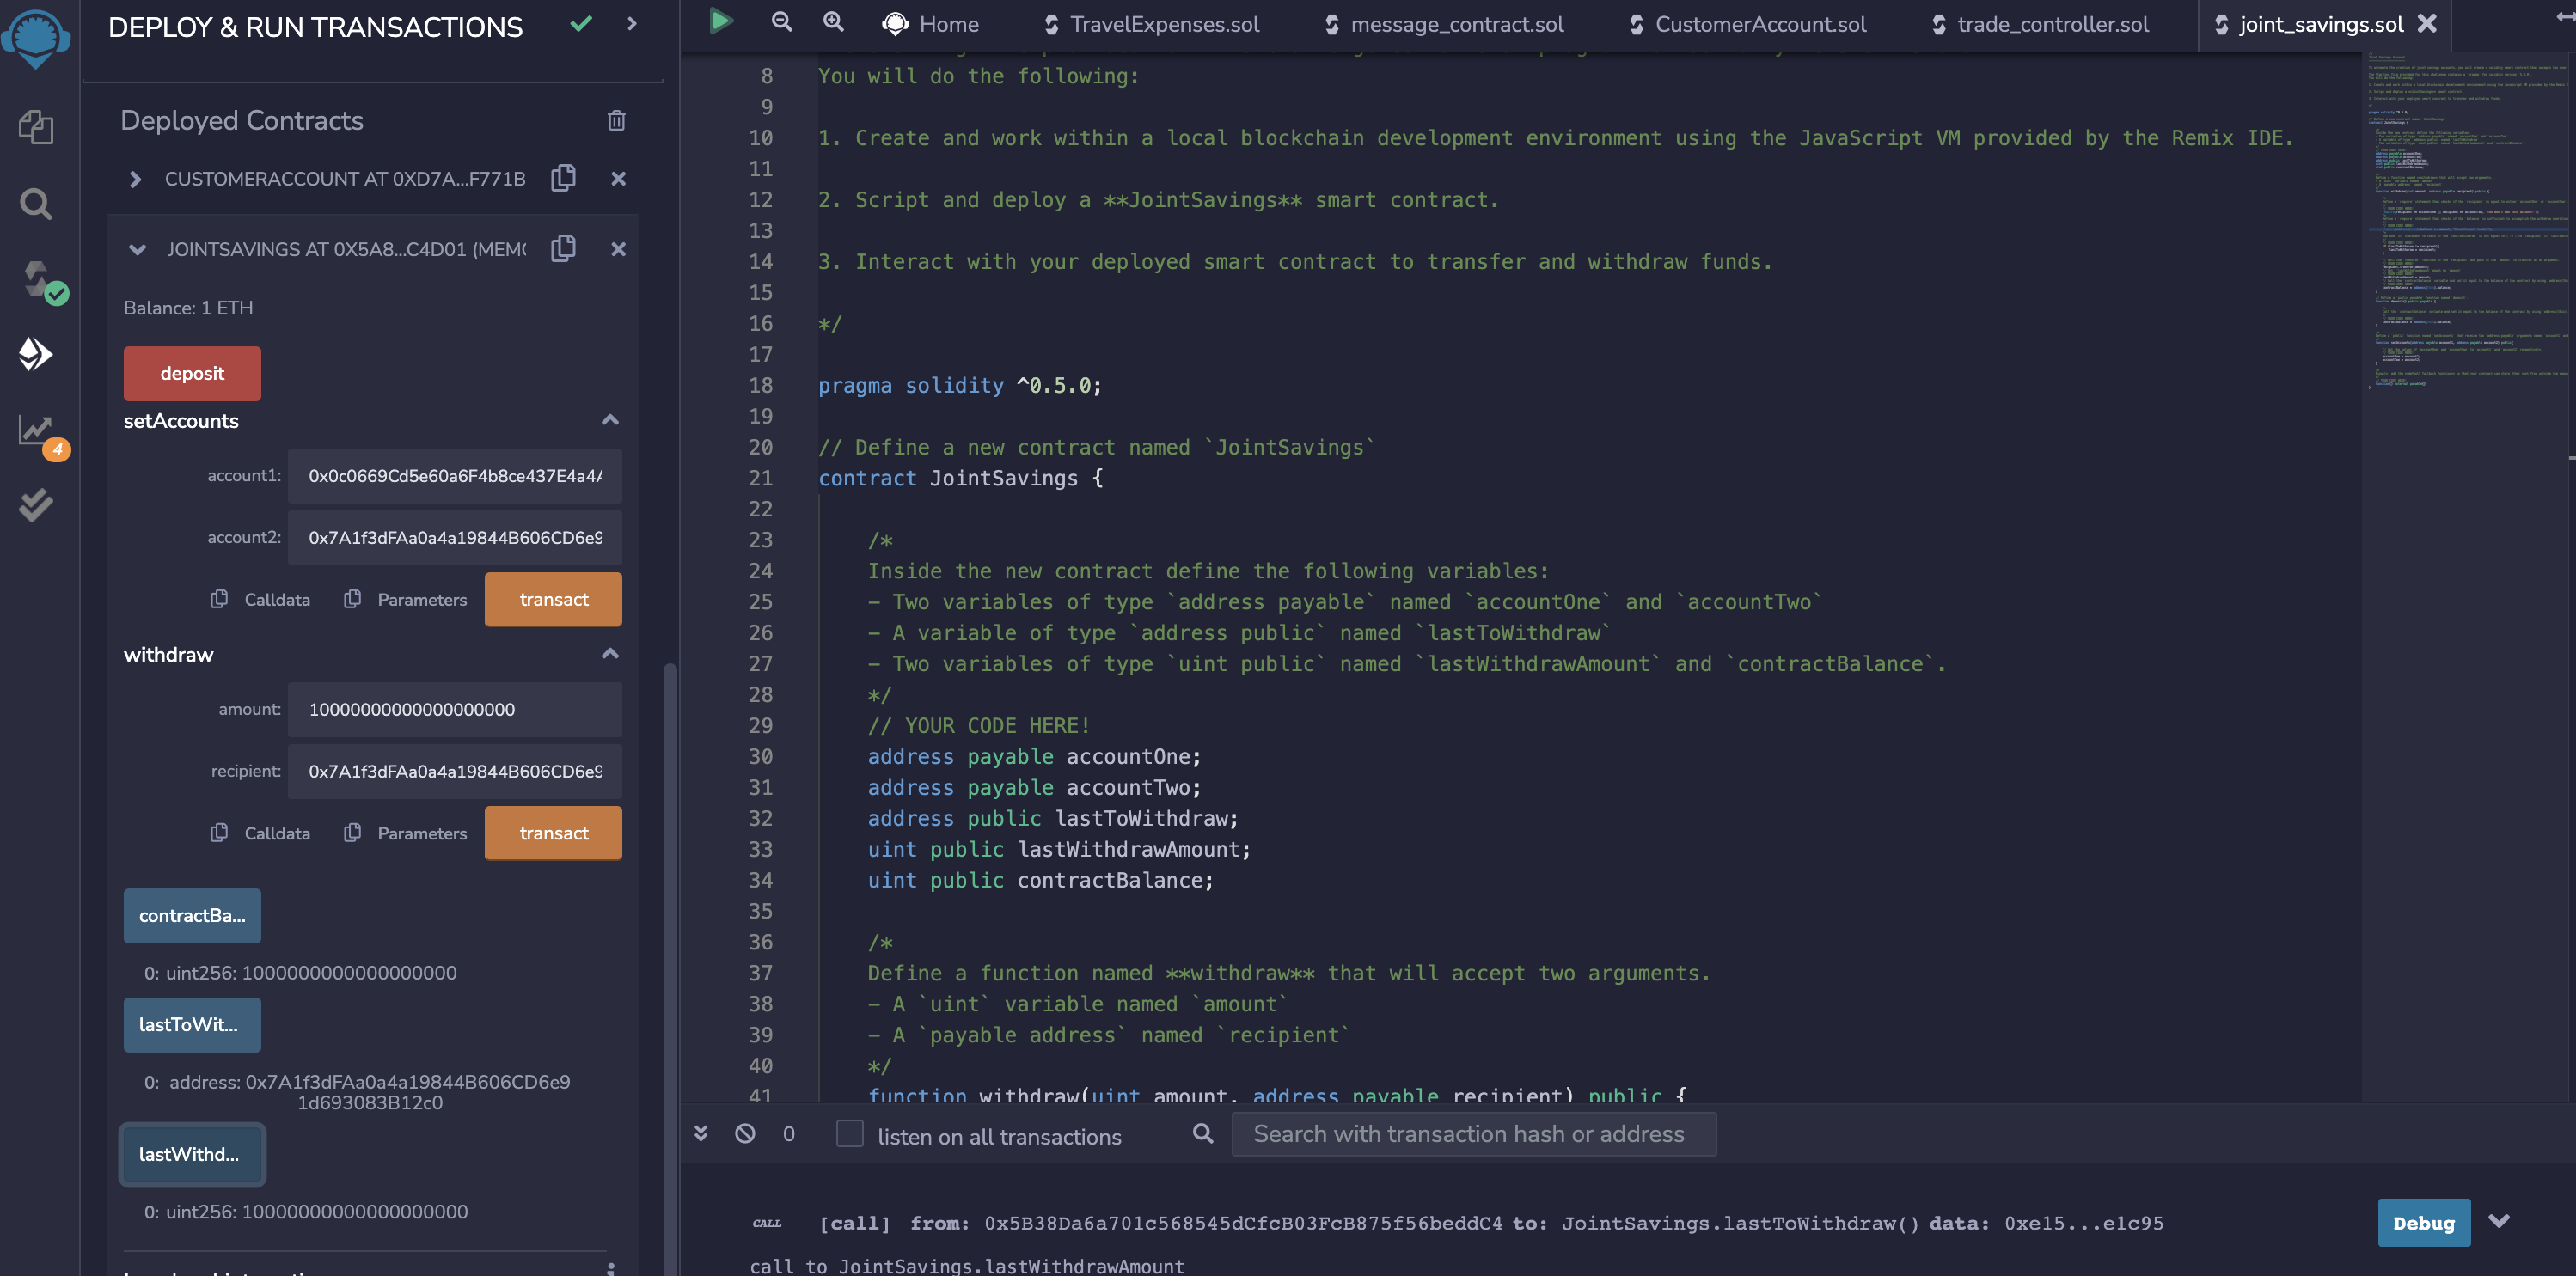 DEPLOY & RUN TRANSACTIONS
Deployed Contracts
CUSTOMERACCOUNT AT 0XD7A...F771B
JOINTSAVINGS AT 0X5A8...C4D01 (MEM
Balance: 1 ETH
deposit
setAccounts
account1: 0x0c0669Cd5e60a6F4b8ce437E4a4A
account2: 0x7A1f3dFAa0a4a19844B606CD6e9
Calldata Parameters transact
withdraw
amount: 10000000000000000000
recipient: 0x7A1f3dFAa0a4a19844B606CD6e9
Calldata Parameters transact
contractBa...
0: uint256: 1000000000000000000
lastToWit...
0: address: 0x7A1f3dFAa0a4a19844B606CD6e9
1d693083B12c0
lastWithd...
0: uint256: 10000000000000000000
4
Home TravelExpenses.sol message_contract.sol CustomerAccount.sol trade_controller.sol joint_savings.sol
8 You will do the following:
9
10 1. Create and work within a local blockchain development environment using the JavaScript VM provided by the Remix IDE.
11
12 2. Script and deploy a **JointSavings** smart contract.
13
14 3. Interact with your deployed smart contract to transfer and withdraw funds.
15
16 */
17
18 pragma solidity ^0.5.0;
19
20 // Define a new contract named `JointSavings`
21 contract JointSavings {
22
23 /*
24 Inside the new contract define the following variables:
25 - Two variables of type `address payable` named `accountOne` and `accountTwo`
26 - A variable of type `address public` named `lastToWithdraw`
27 - Two variables of type `uint public` named `lastWithdrawAmount` and `contractBalance`.
28 */
29 // YOUR CODE HERE!
30 address payable accountOne;
31 address payable accountTwo;
32 address public lastToWithdraw;
33 uint public lastWithdrawAmount;
34 uint public contractBalance;
35
36 /*
37 Define a function named **withdraw** that will accept two arguments.
38 - A `uint` variable named `amount`
39 - A `payable address` named `recipient`
40 */
41 function withdraw(uint amount, address payable recipient) public {
0 listen on all transactions Search with transaction hash or address
CALL [call] from: 0x5B38Da6a701c568545dCfcB03FcB875f56beddC4 to: JointSavings.lastToWithdraw() data: 0xe15...e1c95 Debug
call to JointSavings.lastWithdrawAmount